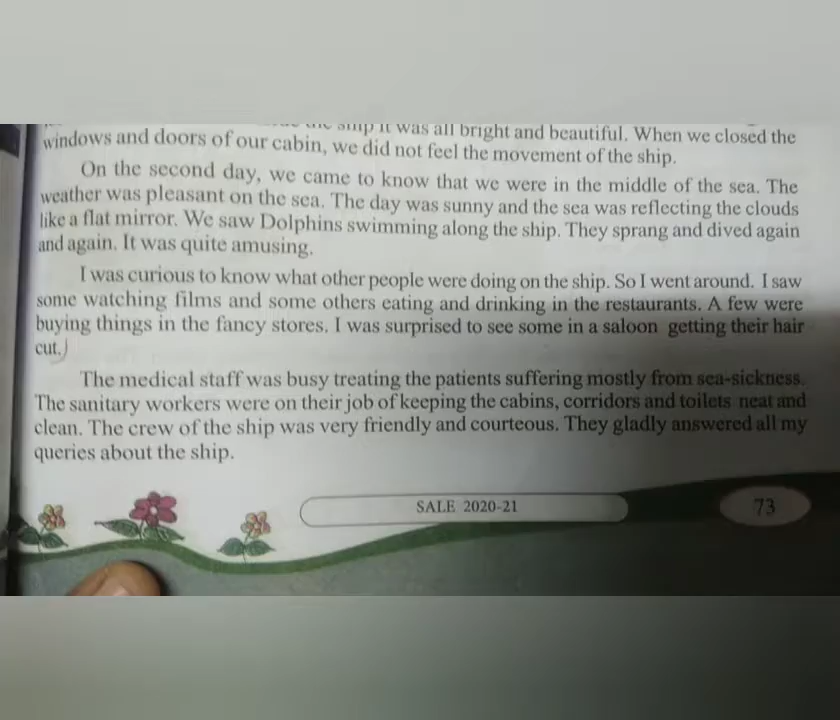 ship it was all bright and beautiful. When we closed the
windows and doors of our cabin, we did not feel the movement of the ship.
On the second day, we came to know that we were in the middle of the sea. The
weather was pleasant on the sea. The day was sunny and the sea was reflecting the clouds
like a flat mirror. We saw Dolphins swimming along the ship. They sprang and dived again
and again. It was quite amusing.
I was curious to know what other people were doing on the ship. So I went around. I saw
some watching films and some others eating and drinking in the restaurants. A few were
buying things in the fancy stores. I was surprised to see some in a saloon getting their hair
cut.)
The medical staff was busy treating the patients suffering mostly from sea-sickness.
The sanitary workers were on their job of keeping the cabins, corridors and toilets neat and
clean. The crew of the ship was very friendly and courteous. They gladly answered all my
queries about the ship.
SALE 2020-21
73